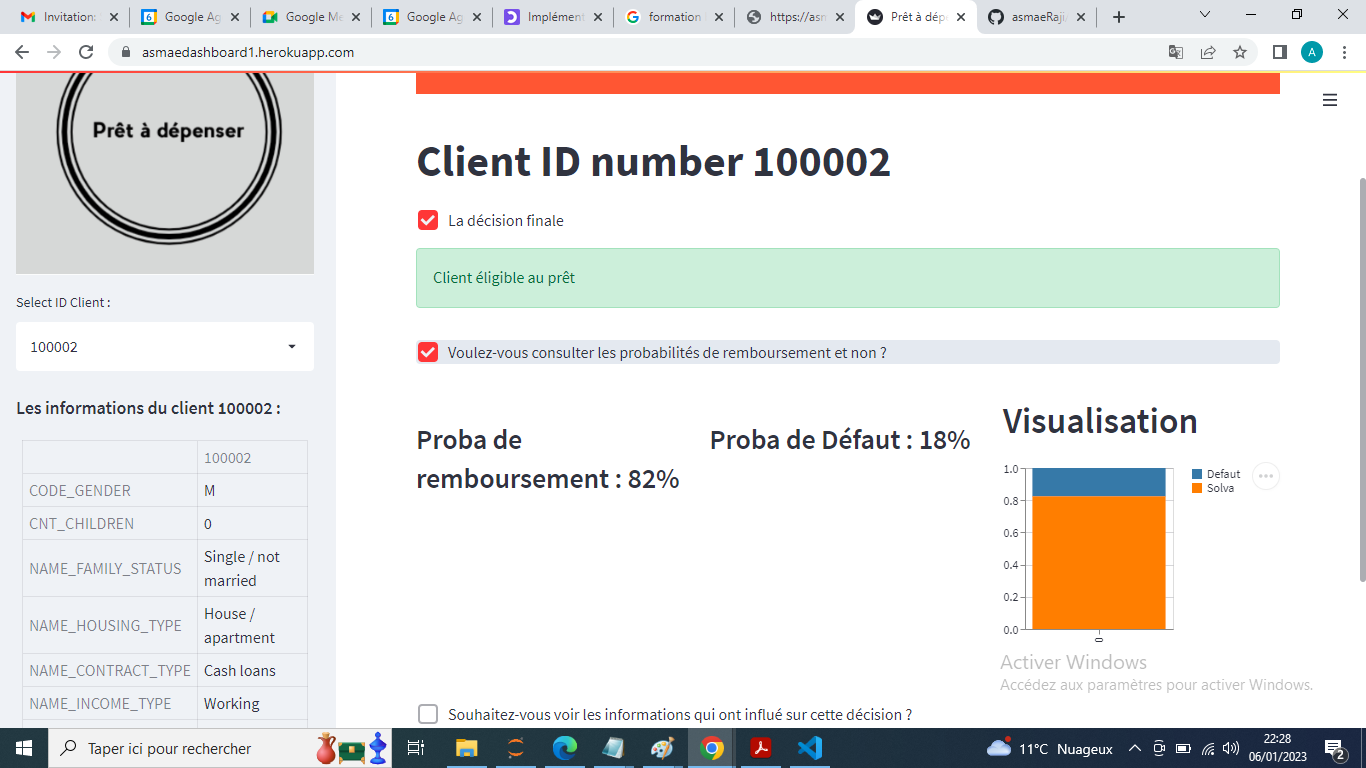 Invitation:
Google Ag
Google Me
Google Ag
Implémen
formation
https://asm
Prêt à dép
asmaeRaji
asmaedashboard1.herokuapp.com
A
Prêt à dépenser
Select ID Client :
100002
Les informations du client 100002 :
100002
CODE_GENDER M
CNT_CHILDREN 0
NAME_FAMILY_STATUS Single / not
married
NAME_HOUSING_TYPE House /
apartment
NAME_CONTRACT_TYPE Cash loans
NAME_INCOME_TYPE Working
Client ID number 100002
La décision finale
Client éligible au prêt
Voulez-vous consulter les probabilités de remboursement et non ?
Proba de
remboursement : 82%
Proba de Défaut : 18%
Visualisation
1.0
0.8
0.6
0.4
0.2
0.0
0
Defaut
Solva
Activer Windows
Accédez aux paramètres pour activer Windows.
Souhaitez-vous voir les informations qui ont influé sur cette décision ?
Taper ici pour rechercher
11°C Nuageux
22:28
06/01/2023
2